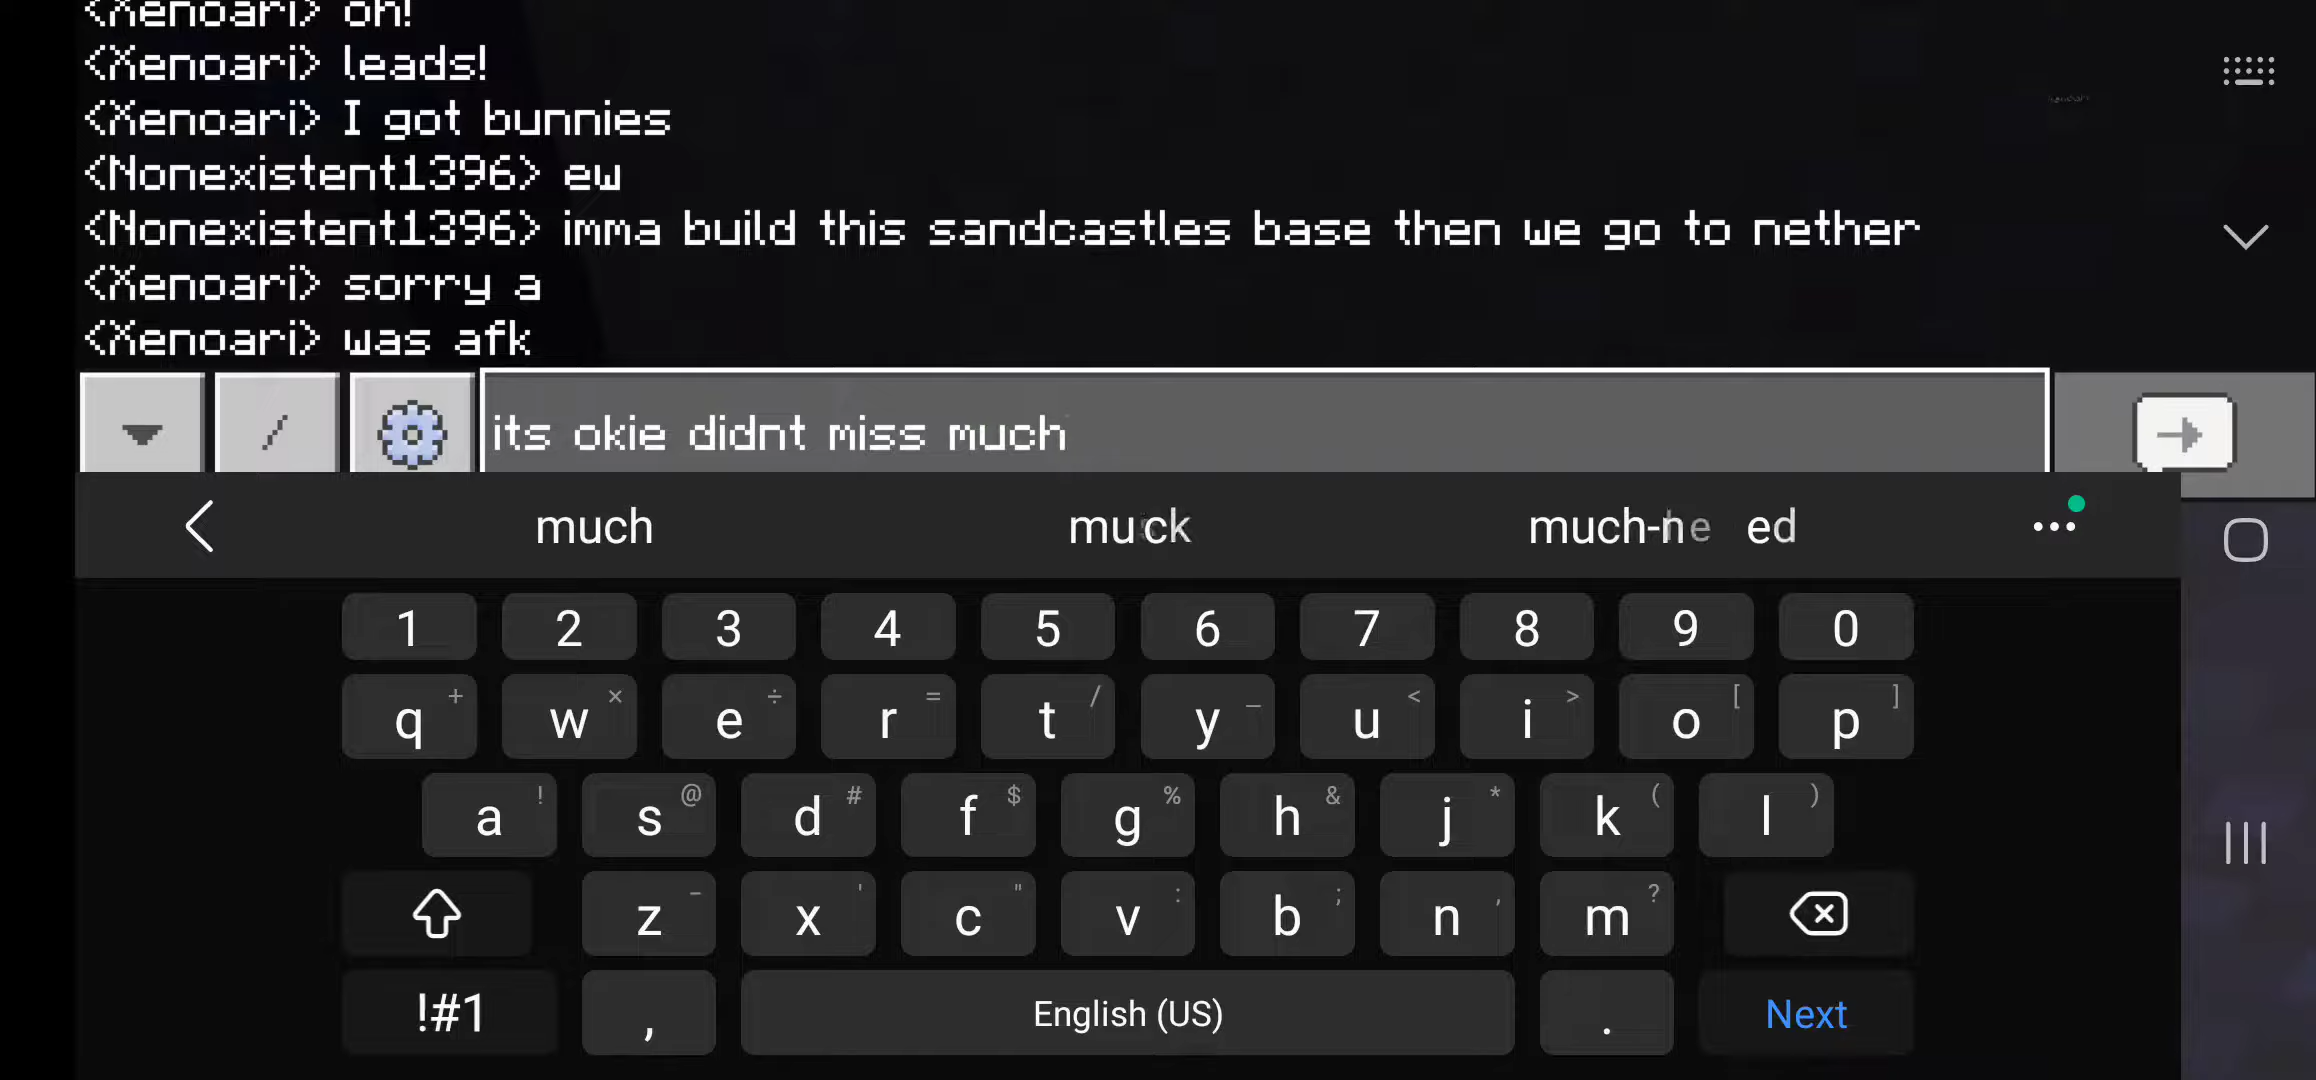 <Xenoari> oh!
<Xenoari> leads!
<Xenoari> I got bunnies
<Nonexistent1396> ew
<Nonexistent1396> imma build this sandcastles base then we go to nether
<Xenoari> sorry a
<Xenoari> was afk
/ its okie didnt miss much
much muck
1 2 3 4 5 6 7 8 9 0
q + w × e ÷ r = t / y _ u < i > o [ p ]
a ! s @ d # f $ g % h & j * k ( l )
z - x ' c " v : b ; n , m ?
!#1 , English (US) . Next